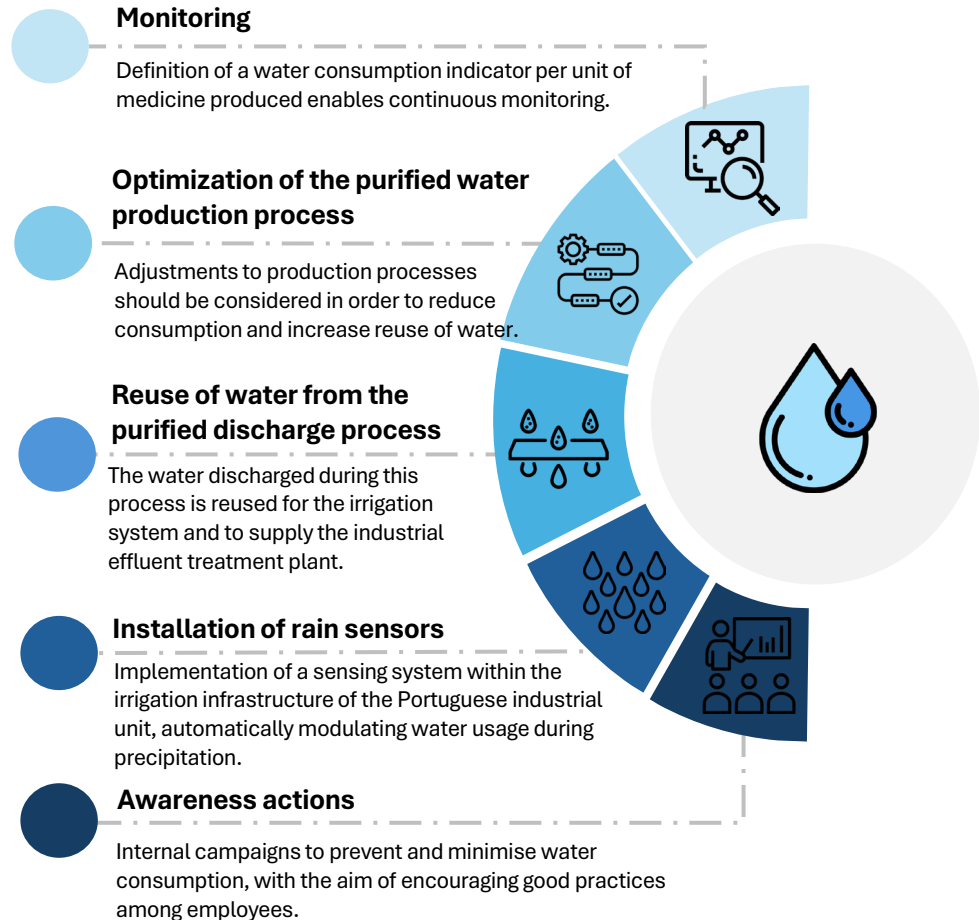 Monitoring
Definition of a water consumption indicator per unit of
medicine produced enables continuous monitoring.
Optimization of the purified water
production process
Adjustments to production processes
should be considered in order to reduce
consumption and increase reuse of water.
Reuse of water from the
purified discharge process
The water discharged during this
process is reused for the irrigation
system and to supply the industrial
effluent treatment plant.
Installation of rain sensors
Implementation of a sensing system within the
irrigation infrastructure of the Portuguese industrial
unit, automatically modulating water usage during
precipitation.
Awareness actions
Internal campaigns to prevent and minimise water
consumption, with the aim of encouraging good practices
among employees.